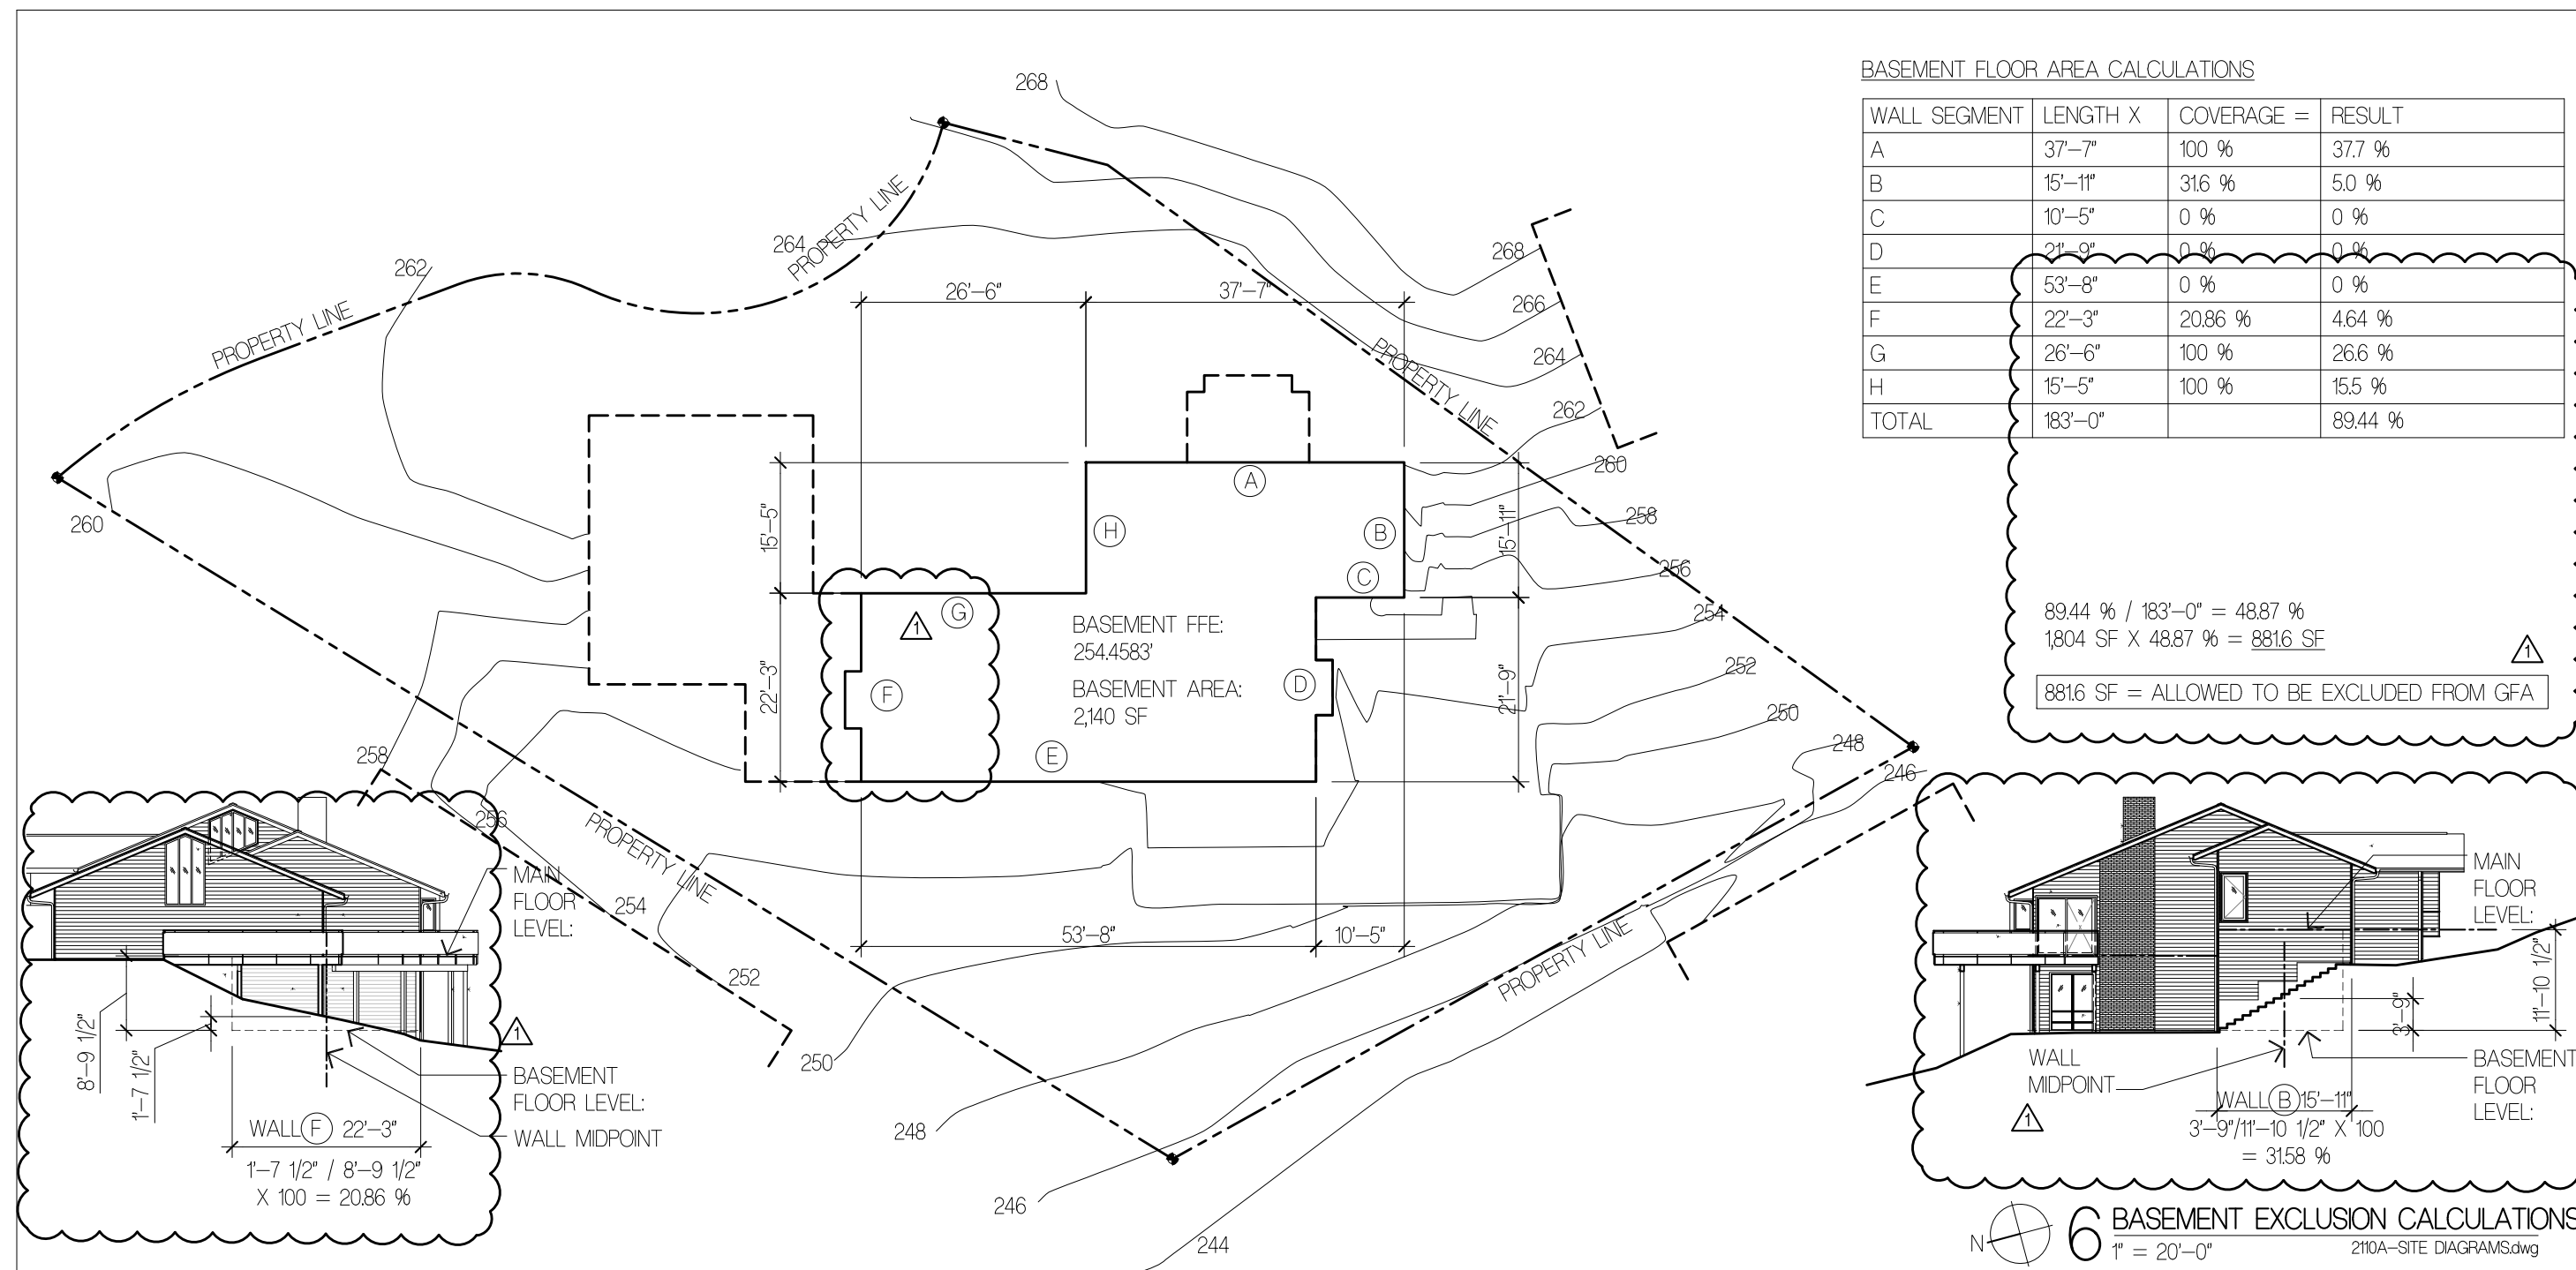 BASEMENT FLOOR AREA CALCULATIONS
WALL SEGMENT LENGTH X COVERAGE = RESULT
A 37'-7" 100 % 37.7 %
B 15'-11" 31.6 % 5.0 %
C 10'-5" 0 % 0 %
D 21'-9" 0 % 0 %
E 53'-8" 0 % 0 %
F 22'-3" 20.86 % 4.64 %
G 26'-6" 100 % 26.6 %
H 15'-5" 100 % 15.5 %
TOTAL 183'-0" 89.44 %
89.44 % / 183'-0" = 48.87 %
1,804 SF X 48.87 % = 881.6 SF
1
881.6 SF = ALLOWED TO BE EXCLUDED FROM GFA
268
264
PROPERTY LINE
262
PROPERTY LINE
260
26'-6"
37'-7"
268
266
264
262
260
258
256
254
252
250
248
246
PROPERTY LINE
A
B
C
D
E
F
G
H
1
15'-5"
22'-3"
15'-11"
21'-9"
BASEMENT FFE:
254.4583'
BASEMENT AREA:
2,140 SF
53'-8"
10'-5"
PROPERTY LINE
PROPERTY LINE
258
256
254
252
250
248
246
244
MAIN
FLOOR
LEVEL:
8'-9 1/2"
1'-7 1/2"
1
BASEMENT
FLOOR LEVEL:
WALL MIDPOINT
WALL F 22'-3"
1'-7 1/2" / 8'-9 1/2"
X 100 = 20.86 %
MAIN
FLOOR
LEVEL:
11'-10 1/2"
3'-9"
WALL
MIDPOINT
1
BASEMENT
FLOOR
LEVEL:
WALL B 15'-11"
3'-9"/11'-10 1/2" X 100
= 31.58 %
N
6 BASEMENT EXCLUSION CALCULATIONS
1" = 20'-0" 2110A-SITE DIAGRAMS.dwg